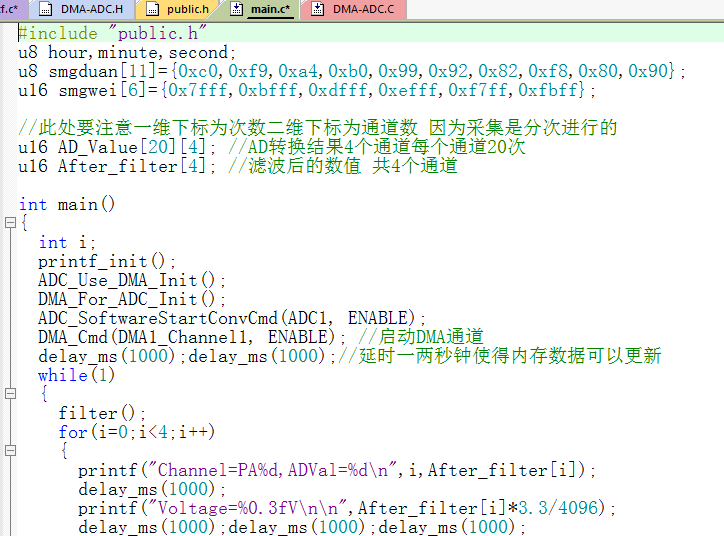 f.c* DMA-ADC.H public.h main.c* DMA-ADC.C
#include "public.h"
u8 hour,minute,second;
u8 smgduan[11]={0xc0,0xf9,0xa4,0xb0,0x99,0x92,0x82,0xf8,0x80,0x90};
u16 smgwei[6]={0x7fff,0xbfff,0xdfff,0xefff,0xf7ff,0xfbff};
//此处要注意一维下标为次数二维下标为通道数 因为采集是分次进行的
u16 AD_Value[20][4]; //AD转换结果4个通道每个通道20次
u16 After_filter[4]; //滤波后的数值 共4个通道
int main()
{
int i;
printf_init();
ADC_Use_DMA_Init();
DMA_For_ADC_Init();
ADC_SoftwareStartConvCmd(ADC1, ENABLE);
DMA_Cmd(DMA1_Channel1, ENABLE); //启动DMA通道
delay_ms(1000);delay_ms(1000);//延时一两秒钟使得内存数据可以更新
while(1)
{
filter();
for(i=0;i<4;i++)
{
printf("Channel=PA%d,ADVal=%d\n",i,After_filter[i]);
delay_ms(1000);
printf("Voltage=%0.3fV\n\n",After_filter[i]*3.3/4096);
delay_ms(1000);delay_ms(1000);delay_ms(1000);